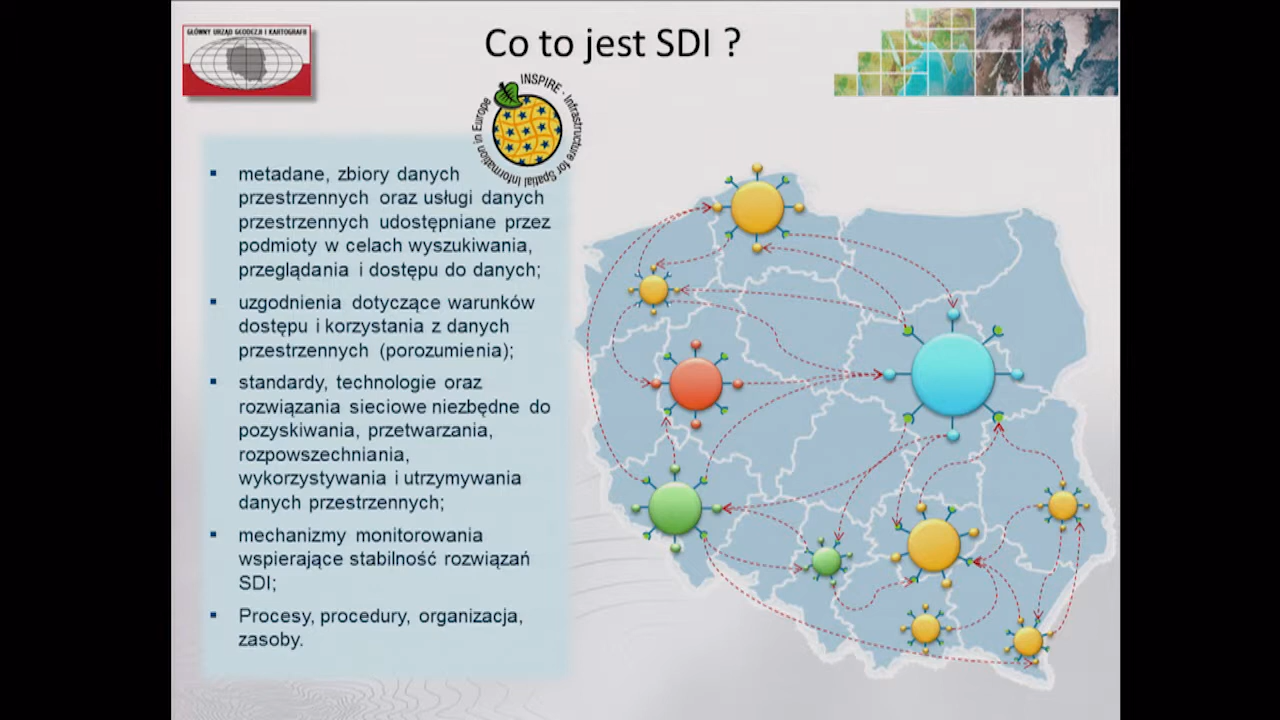 GŁÓWNY URZĄD GEODEZJI I KARTOGRAFII
Co to jest SDI ?
INSPIRE - Infrastructure for Spatial Information in Europe
▪ metadane, zbiory danych
przestrzennych oraz usługi danych
przestrzennych udostępniane przez
podmioty w celach wyszukiwania,
przeglądania i dostępu do danych;
▪ uzgodnienia dotyczące warunków
dostępu i korzystania z danych
przestrzennych (porozumienia);
▪ standardy, technologie oraz
rozwiązania sieciowe niezbędne do
pozyskiwania, przetwarzania,
rozpowszechniania,
wykorzystywania i utrzymywania
danych przestrzennych;
▪ mechanizmy monitorowania
wspierające stabilność rozwiązań
SDI;
▪ Procesy, procedury, organizacja,
zasoby.